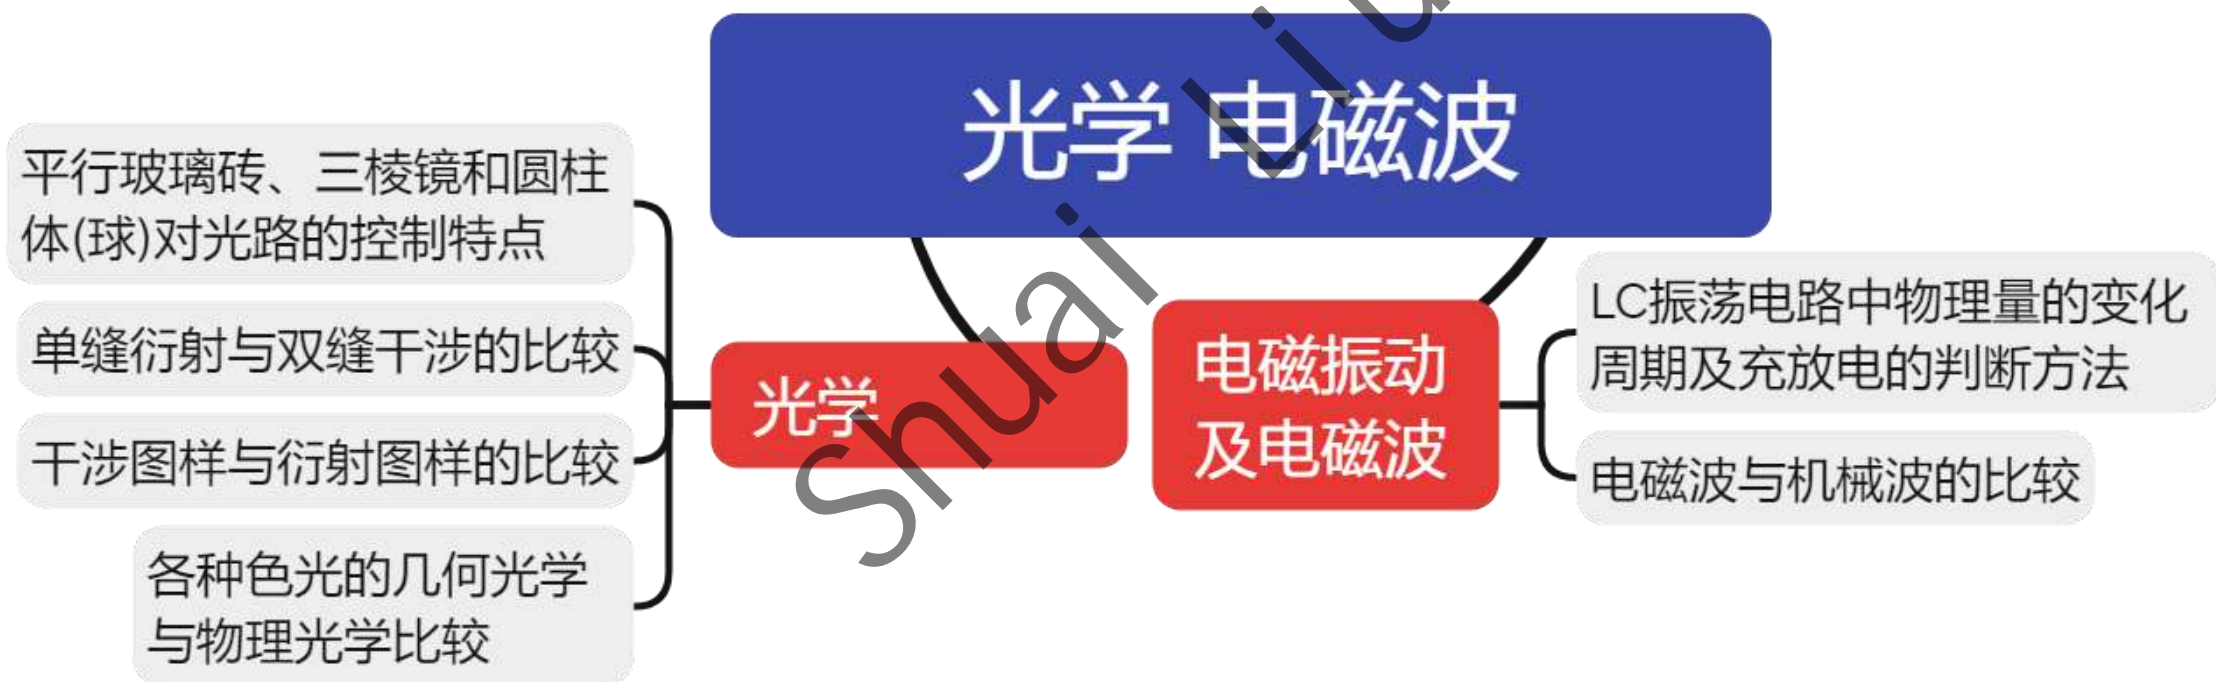 光学 电磁波
平行玻璃砖、三棱镜和圆柱
体(球)对光路的控制特点
单缝衍射与双缝干涉的比较
干涉图样与衍射图样的比较
各种色光的几何光学
与物理光学比较
光学
电磁振动
及电磁波
LC振荡电路中物理量的变化
周期及充放电的判断方法
电磁波与机械波的比较
Shuai Liu